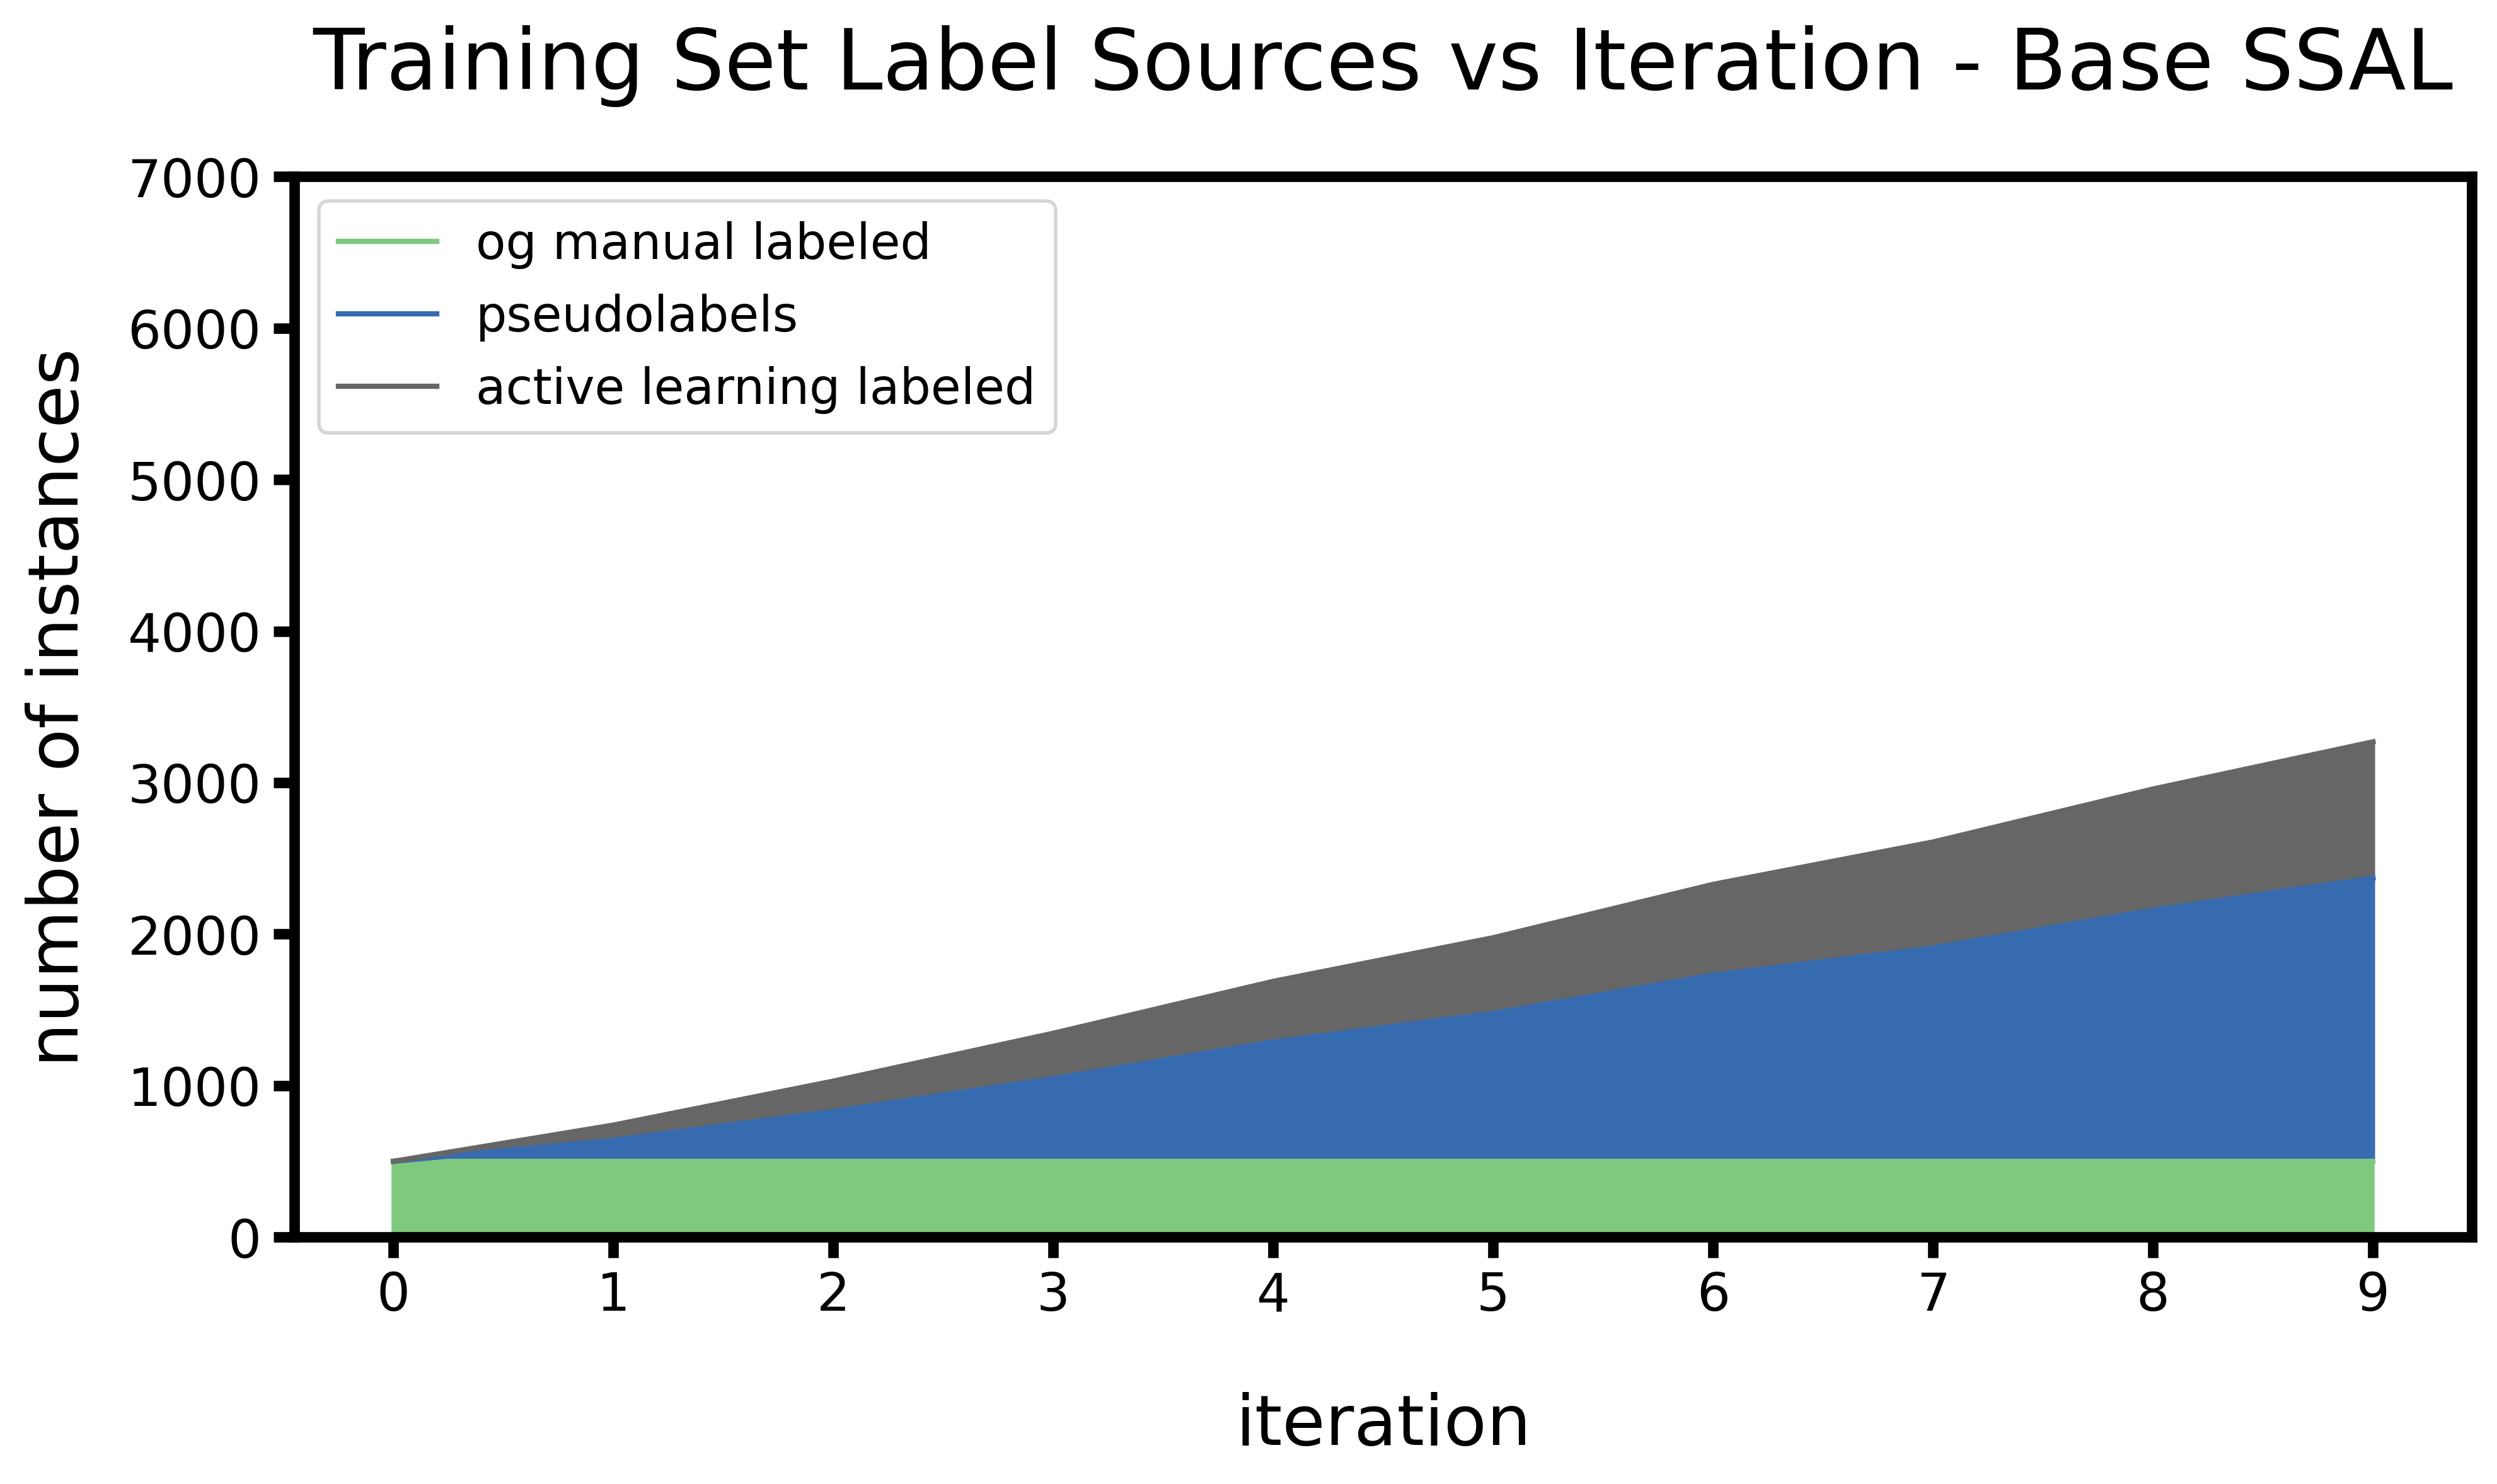 Training Set Label Sources vs Iteration - Base SSAL
7000
6000
5000
4000
3000
2000
1000
0
number of instances
og manual labeled
pseudolabels
active learning labeled
0 1 2 3 4 5 6 7 8 9
iteration